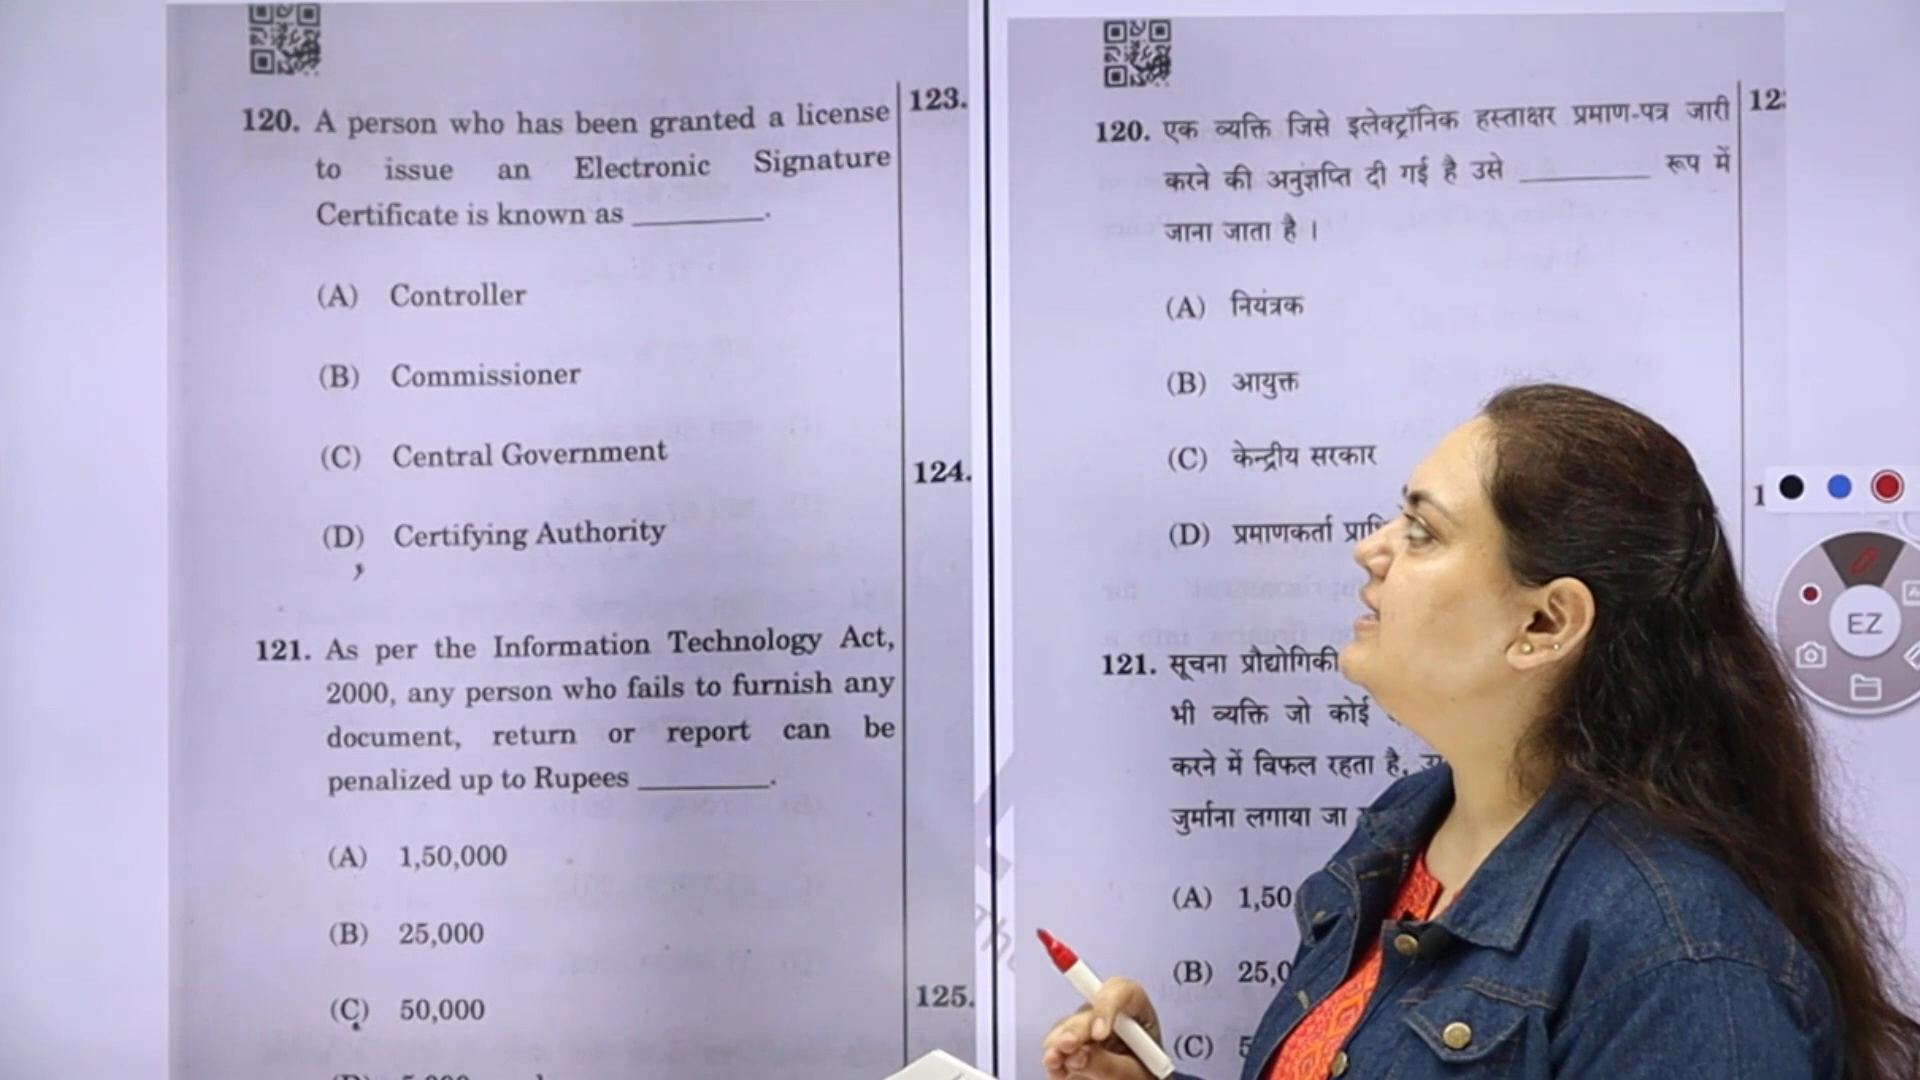 120. A person who has been granted a license
to issue an Electronic Signature
Certificate is known as ________.
(A) Controller
(B) Commissioner
(C) Central Government
(D) Certifying Authority
121. As per the Information Technology Act,
2000, any person who fails to furnish any
document, return or report can be
penalized up to Rupees ________.
(A) 1,50,000
(B) 25,000
(C) 50,000
123.
124.
125.
120. एक व्यक्ति जिसे इलेक्ट्रॉनिक हस्ताक्षर प्रमाण-पत्र जारी
करने की अनुंज्ञप्ति दी गई है उसे ________ रूप में
जाना जाता है ।
(A) नियंत्रक
(B) आयुक्त
(C) केन्द्रीय सरकार
(D) प्रमाणकर्ता
121. सूचना प्रौद्योगिकी
भी व्यक्ति जो कोई
करने में विफल रहता है,
जुर्माना लगाया जा
(A) 1,50
(B) 25,0
(C) 5
12
1
EZ